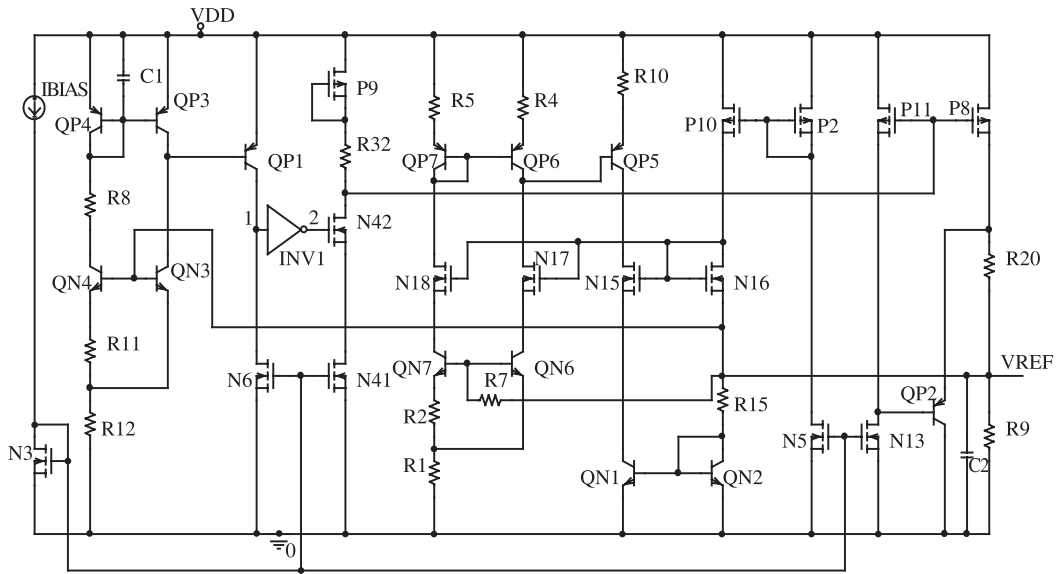 VDD
IBIAS
C1
QP3
QP4
P9
R5
R4
R10
P10
P2
P11
P8
R32
QP1
QP7
QP6
QP5
R8
1
2
N42
INV1
N17
R20
QN4
QN3
N18
N15
N16
R11
VREF
N6
N41
QN7
R7
QN6
QP2
R15
R12
R2
N5
N13
R9
N3
R1
QN1
QN2
C2
0